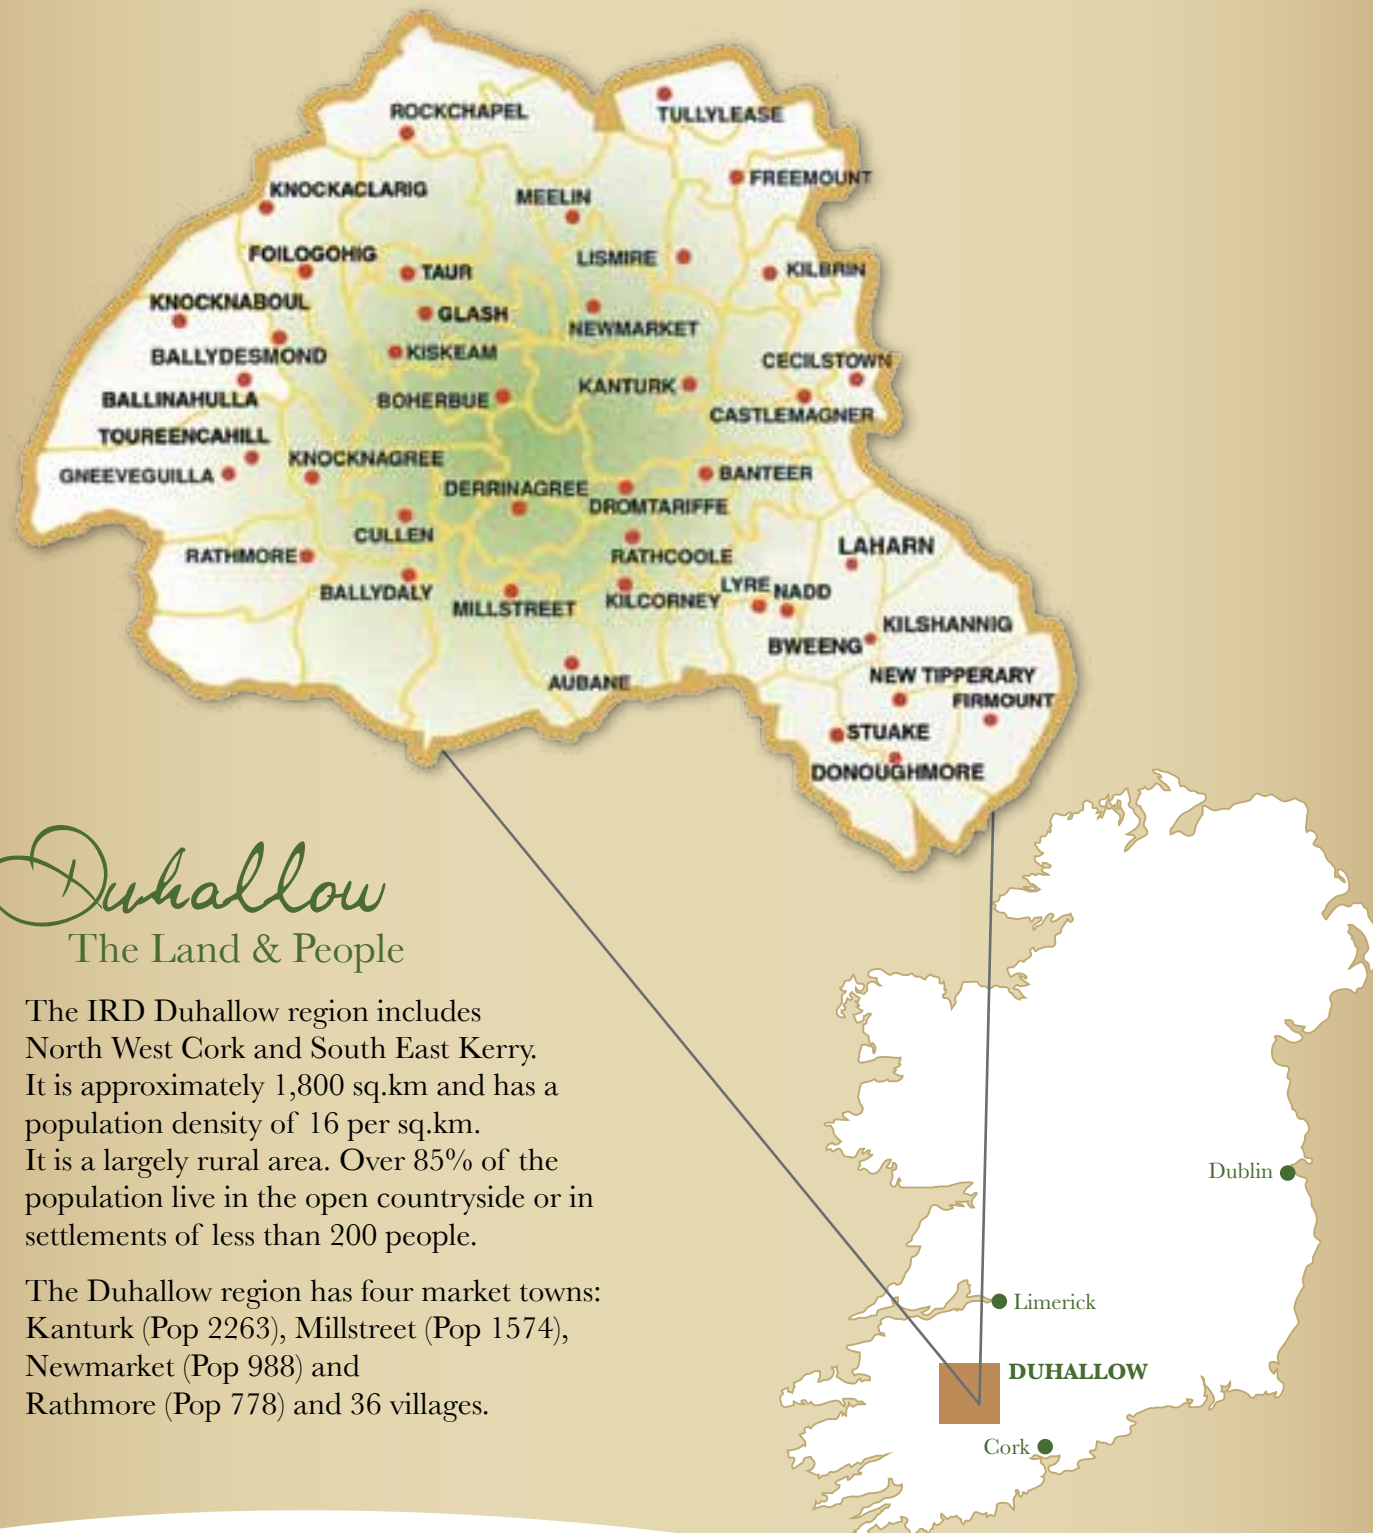 ROCKCHAPEL
TULLYLEASE
FREEMOUNT
KNOCKACLARIG
MEELIN
FOILOGOHIG
TAUR
LISMIRE
KILBRIN
KNOCKNABOUL
GLASH
NEWMARKET
BALLYDESMOND
KISKEAM
CECILSTOWN
BALLINAHULLA
BOHERBUE
KANTURK
CASTLEMAGNER
TOUREENCAHILL
GNEEVEGUILLA
KNOCKNAGREE
BANTEER
DERRINAGREE
DROMTARIFFE
CULLEN
LAHARN
RATHMORE
RATHCOOLE
BALLYDALY
MILLSTREET
KILCORNEY
LYRE
NADD
KILSHANNIG
BWEENG
AUBANE
NEW TIPPERARY
FIRMOUNT
STUAKE
DONOUGHMORE
Duhallow
The Land & People
The IRD Duhallow region includes
North West Cork and South East Kerry.
It is approximately 1,800 sq.km and has a
population density of 16 per sq.km.
It is a largely rural area. Over 85% of the
population live in the open countryside or in
settlements of less than 200 people.
The Duhallow region has four market towns:
Kanturk (Pop 2263), Millstreet (Pop 1574),
Newmarket (Pop 988) and
Rathmore (Pop 778) and 36 villages.
Dublin
Limerick
DUHALLOW
Cork